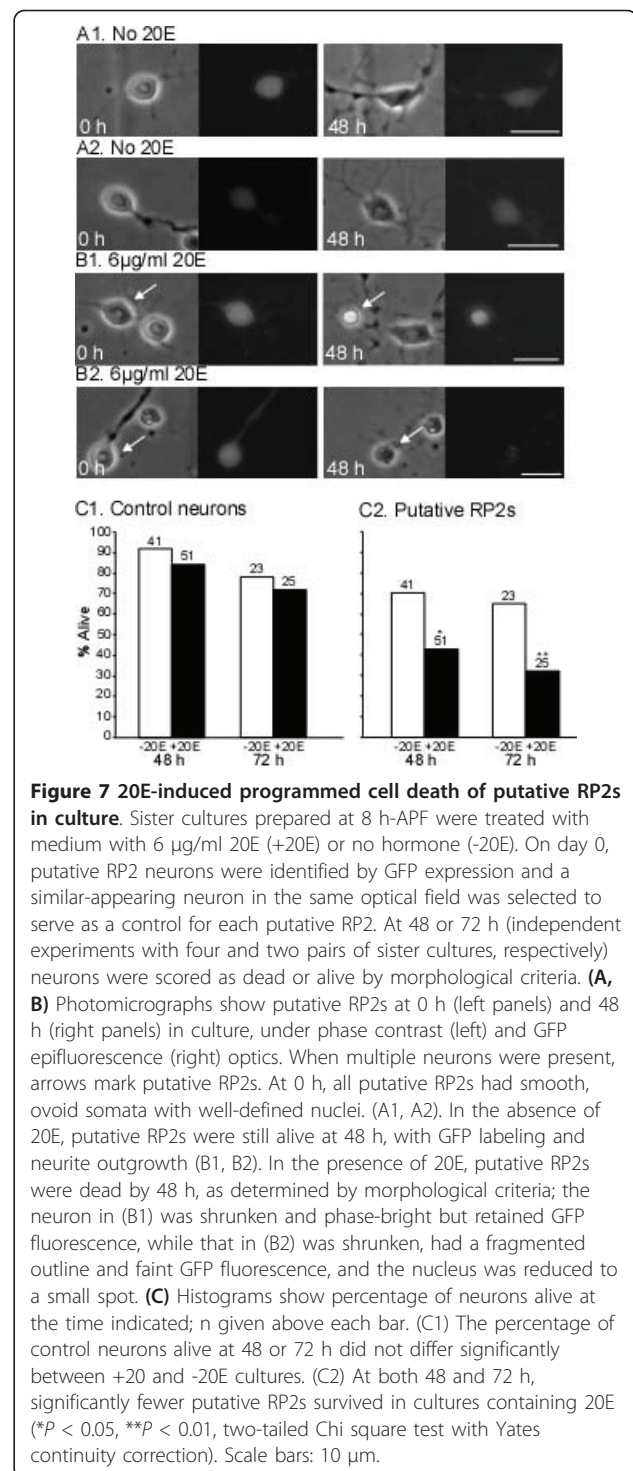 A1. No 20E
0 h
48 h
A2. No 20E
0 h
48 h
B1. 6µg/ml 20E
0 h
48 h
B2. 6µg/ml 20E
0 h
48 h
C1. Control neurons
C2. Putative RP2s
% Alive
100
90
80
70
60
50
40
30
20
10
0
41
51
23
25
41
*
51
23
**
25
-20E +20E
-20E +20E
-20E +20E
-20E +20E
48 h
72 h
48 h
72 h
Figure 7 20E-induced programmed cell death of putative RP2s
in culture. Sister cultures prepared at 8 h-APF were treated with
medium with 6 µg/ml 20E (+20E) or no hormone (-20E). On day 0,
putative RP2 neurons were identified by GFP expression and a
similar-appearing neuron in the same optical field was selected to
serve as a control for each putative RP2. At 48 or 72 h (independent
experiments with four and two pairs of sister cultures, respectively)
neurons were scored as dead or alive by morphological criteria. (A,
B) Photomicrographs show putative RP2s at 0 h (left panels) and 48
h (right panels) in culture, under phase contrast (left) and GFP
epifluorescence (right) optics. When multiple neurons were present,
arrows mark putative RP2s. At 0 h, all putative RP2s had smooth,
ovoid somata with well-defined nuclei. (A1, A2). In the absence of
20E, putative RP2s were still alive at 48 h, with GFP labeling and
neurite outgrowth (B1, B2). In the presence of 20E, putative RP2s
were dead by 48 h, as determined by morphological criteria; the
neuron in (B1) was shrunken and phase-bright but retained GFP
fluorescence, while that in (B2) was shrunken, had a fragmented
outline and faint GFP fluorescence, and the nucleus was reduced to
a small spot. (C) Histograms show percentage of neurons alive at
the time indicated; n given above each bar. (C1) The percentage of
control neurons alive at 48 or 72 h did not differ significantly
between +20 and -20E cultures. (C2) At both 48 and 72 h,
significantly fewer putative RP2s survived in cultures containing 20E
(*P < 0.05, **P < 0.01, two-tailed Chi square test with Yates
continuity correction). Scale bars: 10 µm.